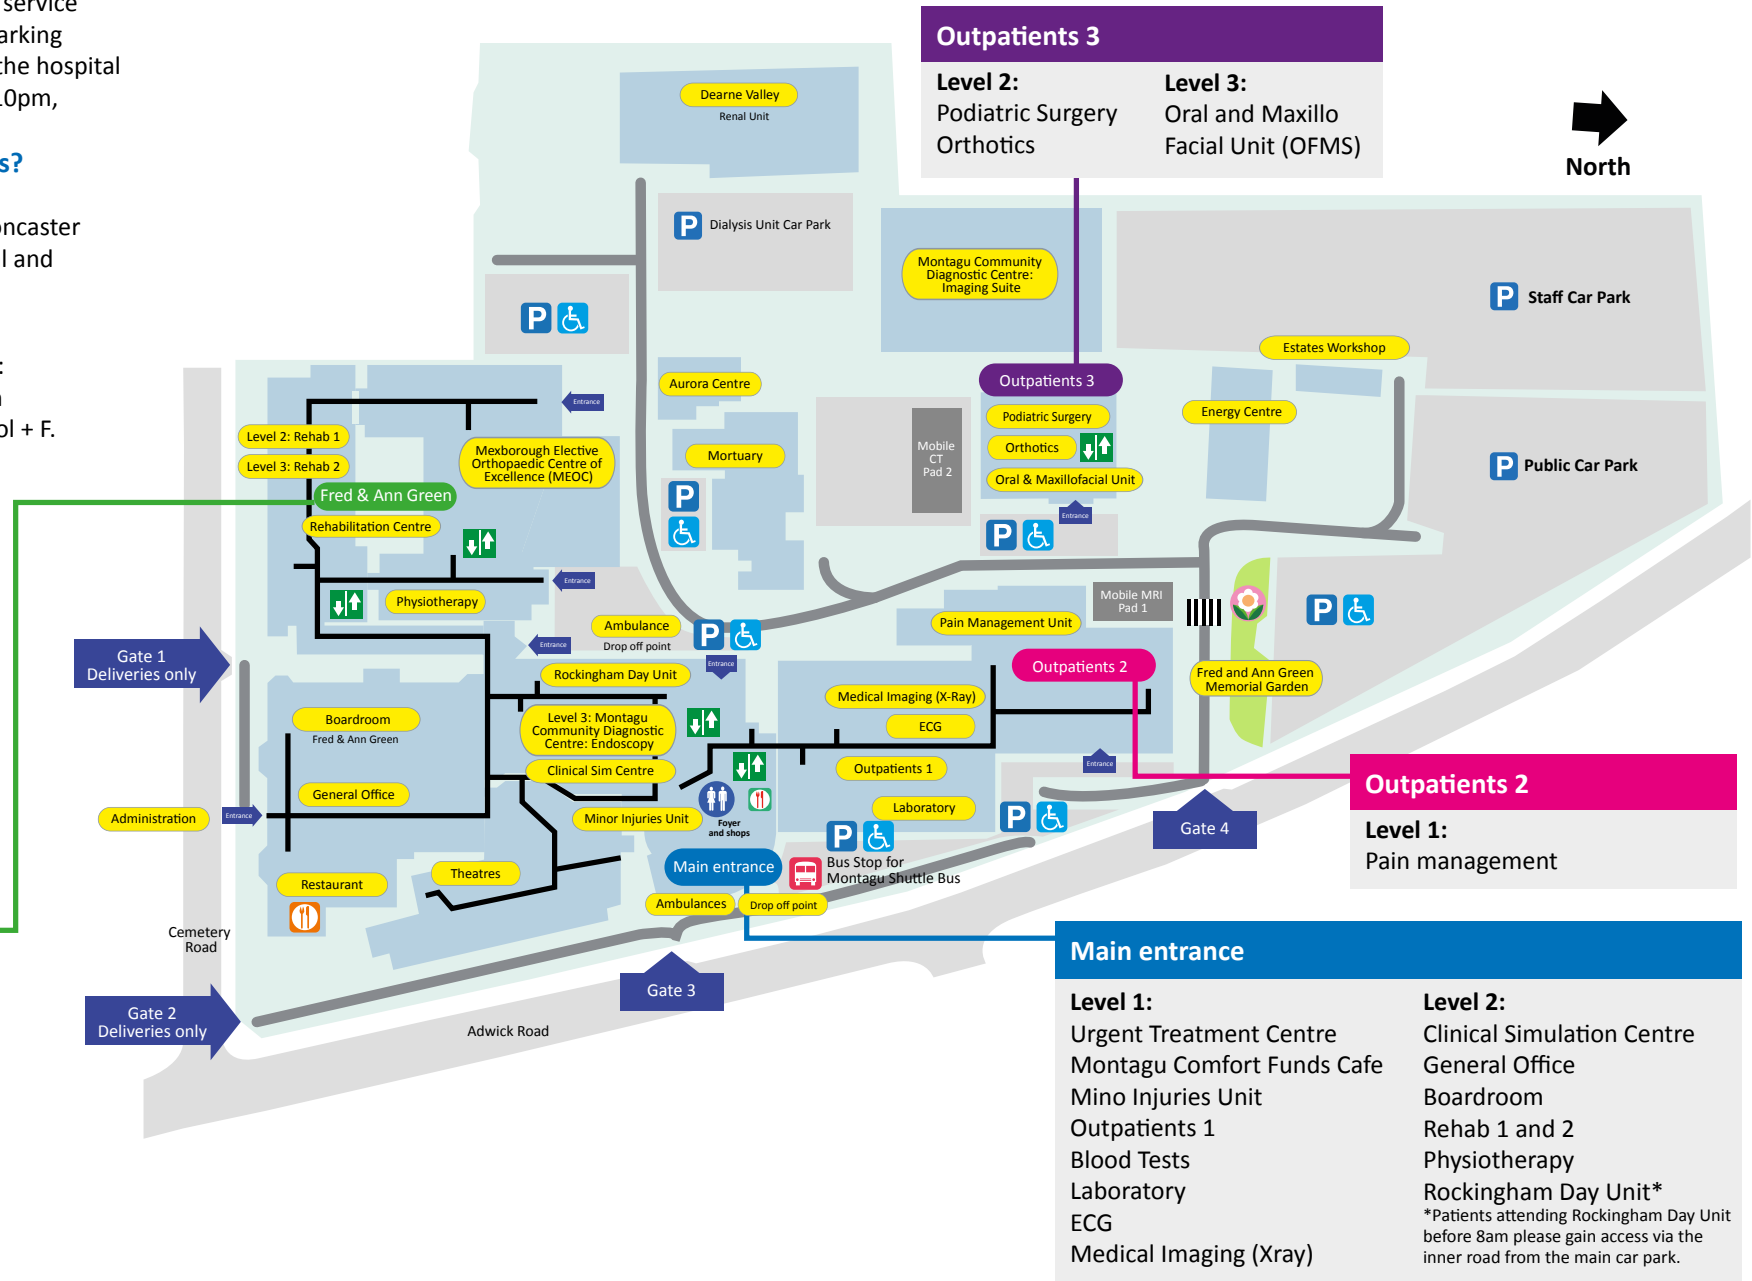 service
arking
the hospital
10pm,
s?
oncaster
l and
:
n
ol + F.
Outpatients 3
Level 2:
Podiatric Surgery
Orthotics
Level 3:
Oral and Maxillo
Facial Unit (OFMS)
North
Dearne Valley
Renal Unit
P
Dialysis Unit Car Park
Montagu Community
Diagnostic Centre:
Imaging Suite
P
Staff Car Park
P
Estates Workshop
Aurora Centre
Outpatients 3
Entrance
Energy Centre
Podiatric Surgery
Level 2: Rehab 1
Mexborough Elective
Orthopaedic Centre of
Excellence (MEOC)
Mobile
CT
Pad 2
Orthotics
Mortuary
Level 3: Rehab 2
P
Public Car Park
Oral & Maxillofacial Unit
Fred & Ann Green
P
Entrance
Rehabilitation Centre
P
Entrance
Physiotherapy
Mobile MRI
Pad 1
P
Ambulance
Drop off point
P
Pain Management Unit
Entrance
Entrance
Gate 1
Deliveries only
Outpatients 2
Rockingham Day Unit
Fred and Ann Green
Memorial Garden
Medical Imaging (X-Ray)
Boardroom
Fred & Ann Green
Level 3: Montagu
Community Diagnostic
Centre: Endoscopy
ECG
Entrance
Clinical Sim Centre
Outpatients 1
General Office
Laboratory
Administration
Entrance
Minor Injuries Unit
Foyer
and shops
P
P
Gate 4
Outpatients 2
Level 1:
Pain management
Main entrance
Bus Stop for
Montagu Shuttle Bus
Theatres
Restaurant
Ambulances
Drop off point
Cemetery
Road
Gate 3
Gate 2
Deliveries only
Adwick Road
Main entrance
Level 1:
Urgent Treatment Centre
Montagu Comfort Funds Cafe
Mino Injuries Unit
Outpatients 1
Blood Tests
Laboratory
ECG
Medical Imaging (Xray)
Level 2:
Clinical Simulation Centre
General Office
Boardroom
Rehab 1 and 2
Physiotherapy
Rockingham Day Unit*
*Patients attending Rockingham Day Unit
before 8am please gain access via the
inner road from the main car park.